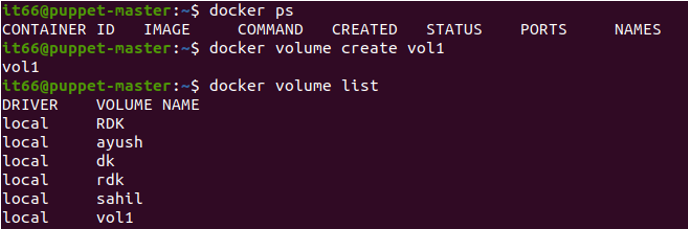 it66@puppet-master:~$ docker ps
CONTAINER ID   IMAGE     COMMAND   CREATED   STATUS    PORTS     NAMES
it66@puppet-master:~$ docker volume create vol1
vol1
it66@puppet-master:~$ docker volume list
DRIVER    VOLUME NAME
local     RDK
local     ayush
local     dk
local     rdk
local     sahil
local     vol1